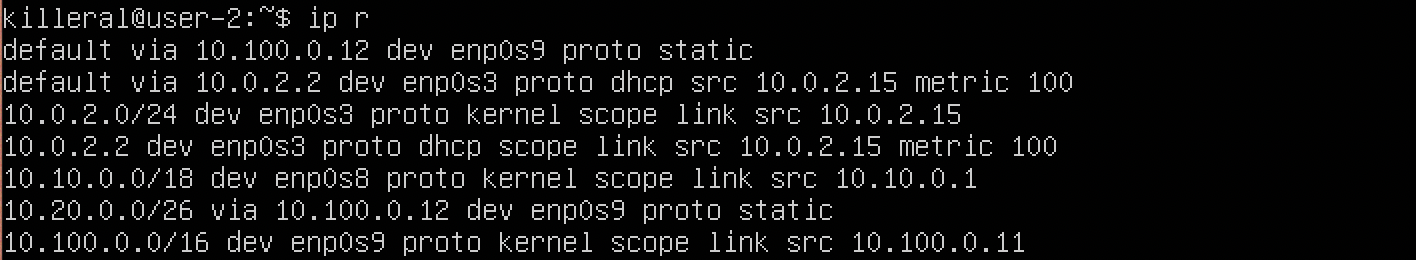 killeral@user-2:~$ ip r
default via 10.100.0.12 dev enp0s9 proto static
default via 10.0.2.2 dev enp0s3 proto dhcp src 10.0.2.15 metric 100
10.0.2.0/24 dev enp0s3 proto kernel scope link src 10.0.2.15
10.0.2.2 dev enp0s3 proto dhcp scope link src 10.0.2.15 metric 100
10.10.0.0/18 dev enp0s8 proto kernel scope link src 10.10.0.1
10.20.0.0/26 via 10.100.0.12 dev enp0s9 proto static
10.100.0.0/16 dev enp0s9 proto kernel scope link src 10.100.0.11